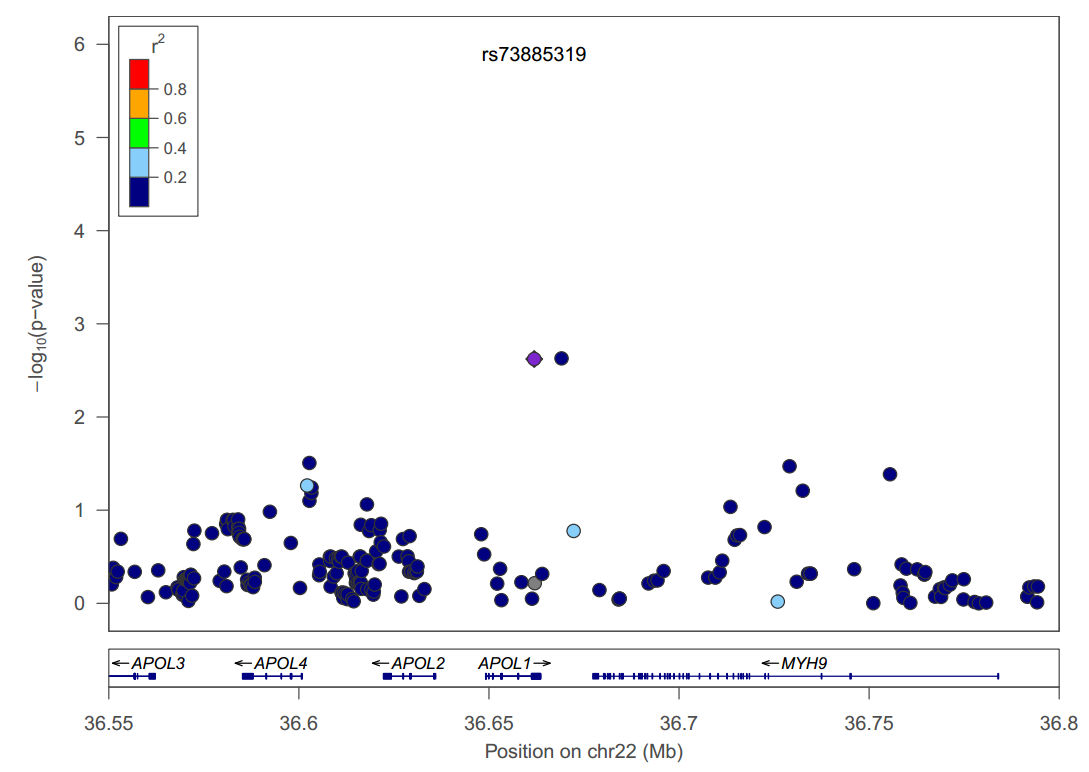 rs73885319
r2
0.8
0.6
0.4
0.2
6
5
4
3
2
1
0
−log10(p−value)
←APOL3 ←APOL4 ←APOL2 APOL1→ ←MYH9
36.55 36.6 36.65 36.7 36.75 36.8
Position on chr22 (Mb)